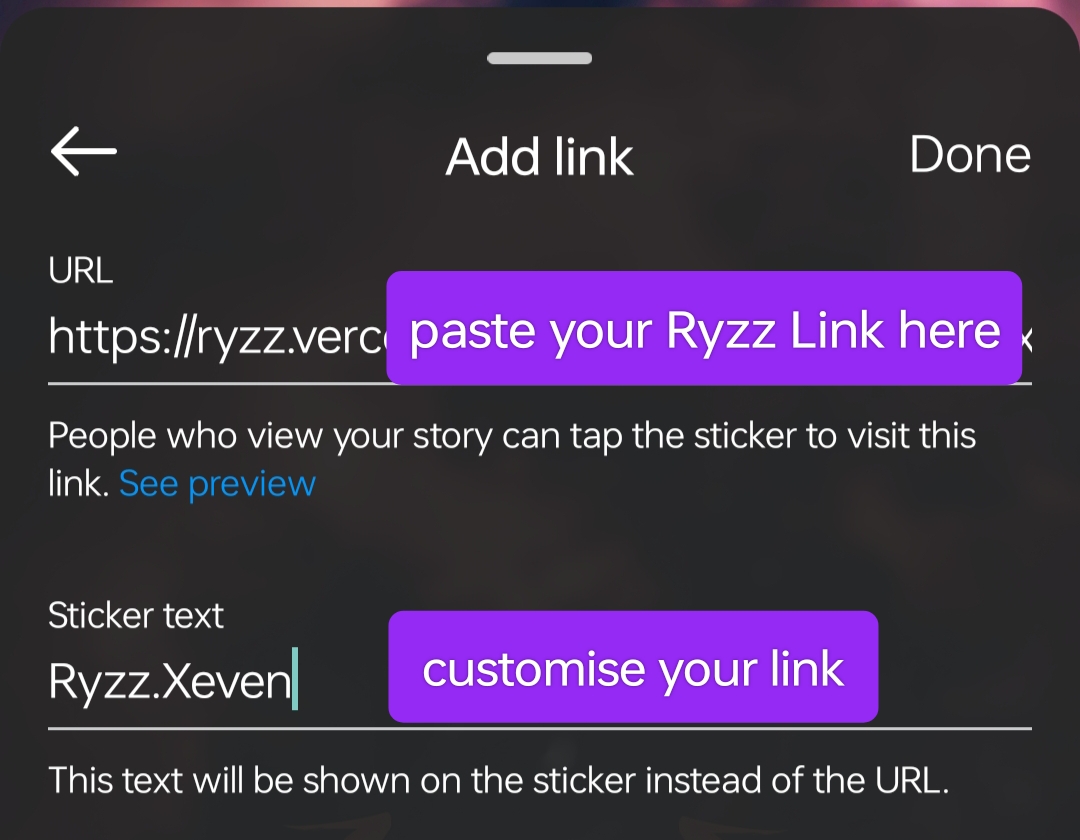 Add link
Done
URL
https://ryzz.verc
paste your Ryzz Link here
x
People who view your story can tap the sticker to visit this
link. See preview
Sticker text
Ryzz.Xeven
customise your link
This text will be shown on the sticker instead of the URL.